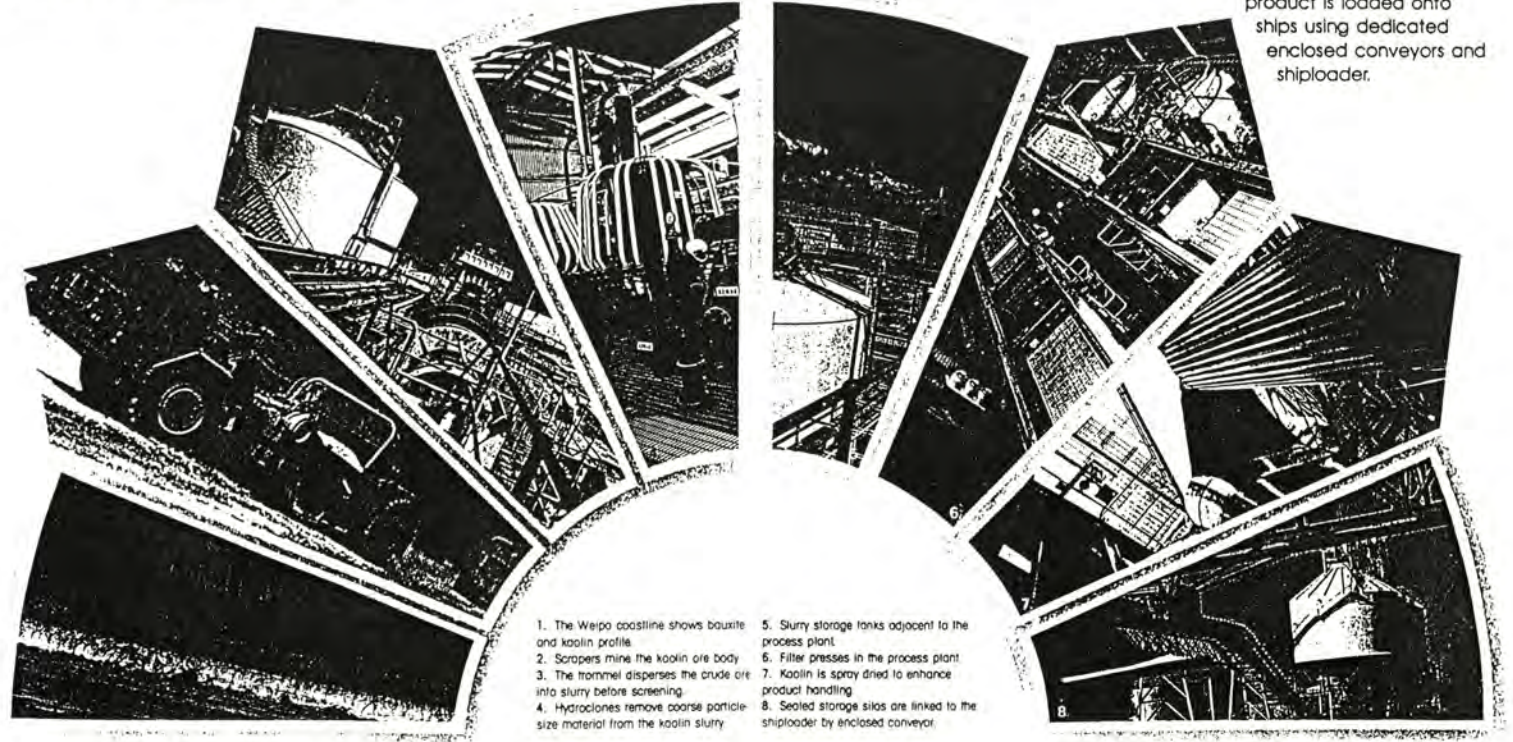 product is loaded onto
ships using dedicated
enclosed conveyors and
shiploader.
6.
8.
1. The Weipa coastline shows bauxite
and kaolin profile.
2. Scrapers mine the kaolin ore body
3. The trommel disperses the crude ore
into slurry before screening.
4. Hydroclones remove coarse particle
size material from the kaolin slurry
5. Slurry storage tanks adjacent to the
process plant
6. Filter presses in the process plant
7. Kaolin is spray dried to enhance
product handling
8. Sealed storage silos are linked to the
shiploader by enclosed conveyor.